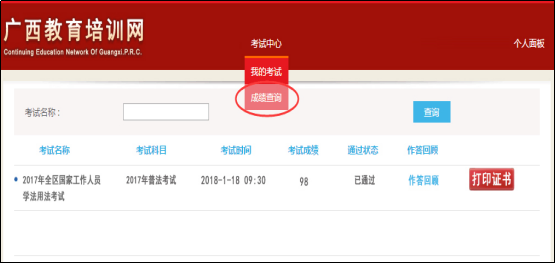 广西教育培训网
Continuing Education Network Of Guangxi.P.R.C.
考试中心
个人面板
我的考试
成绩查询
考试名称：
查询
考试名称 考试科目 考试时间 考试成绩 通过状态 作答回顾
2017年全区国家工作人员 2017年普法考试 2018-1-18 09:30 98 已通过 作答回顾 打印证书
学法用法考试